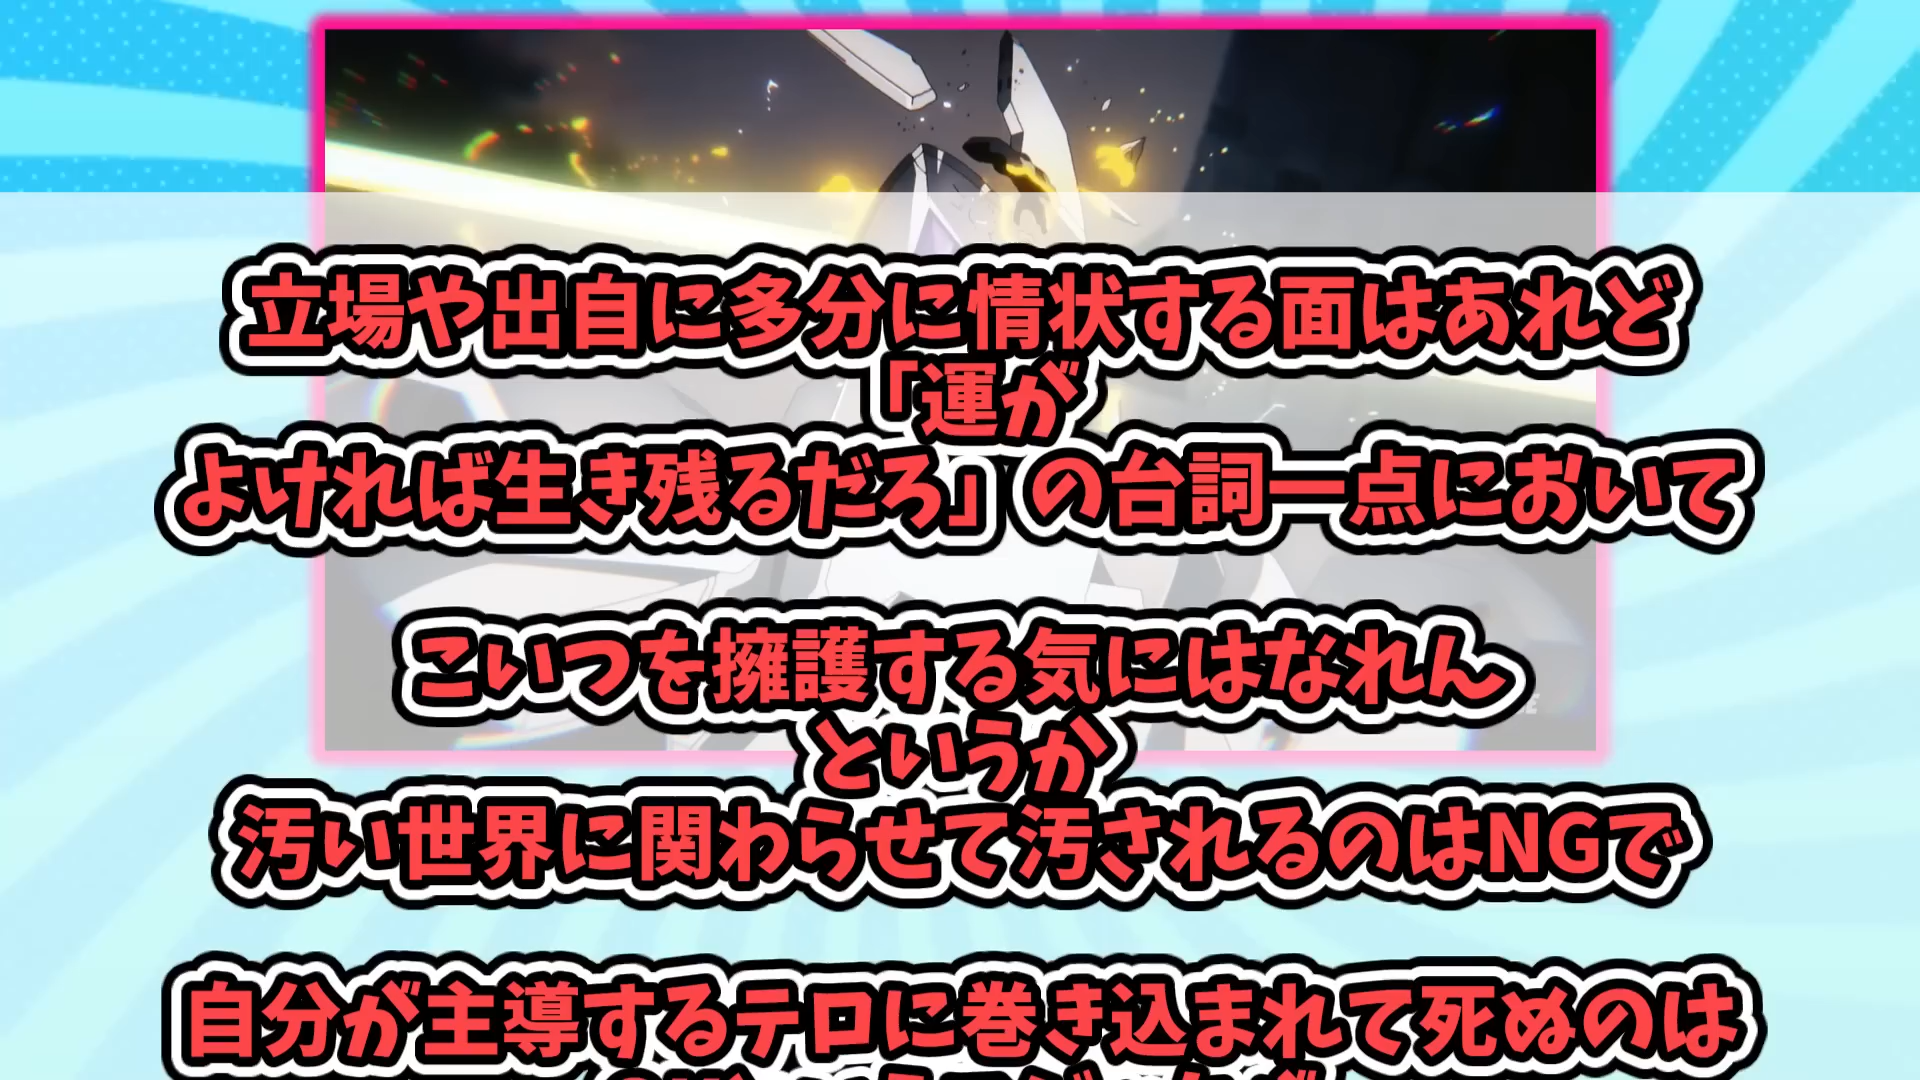 立場や出自に多分に情状する面はあれど
「運が
よければ生き残るだろ」の台詞一点において
こいつを擁護する気にはなれん
というか
汚い世界に関わらせて汚されるのはNGで
自分が主導するテロに巻き込まれて死ぬのは